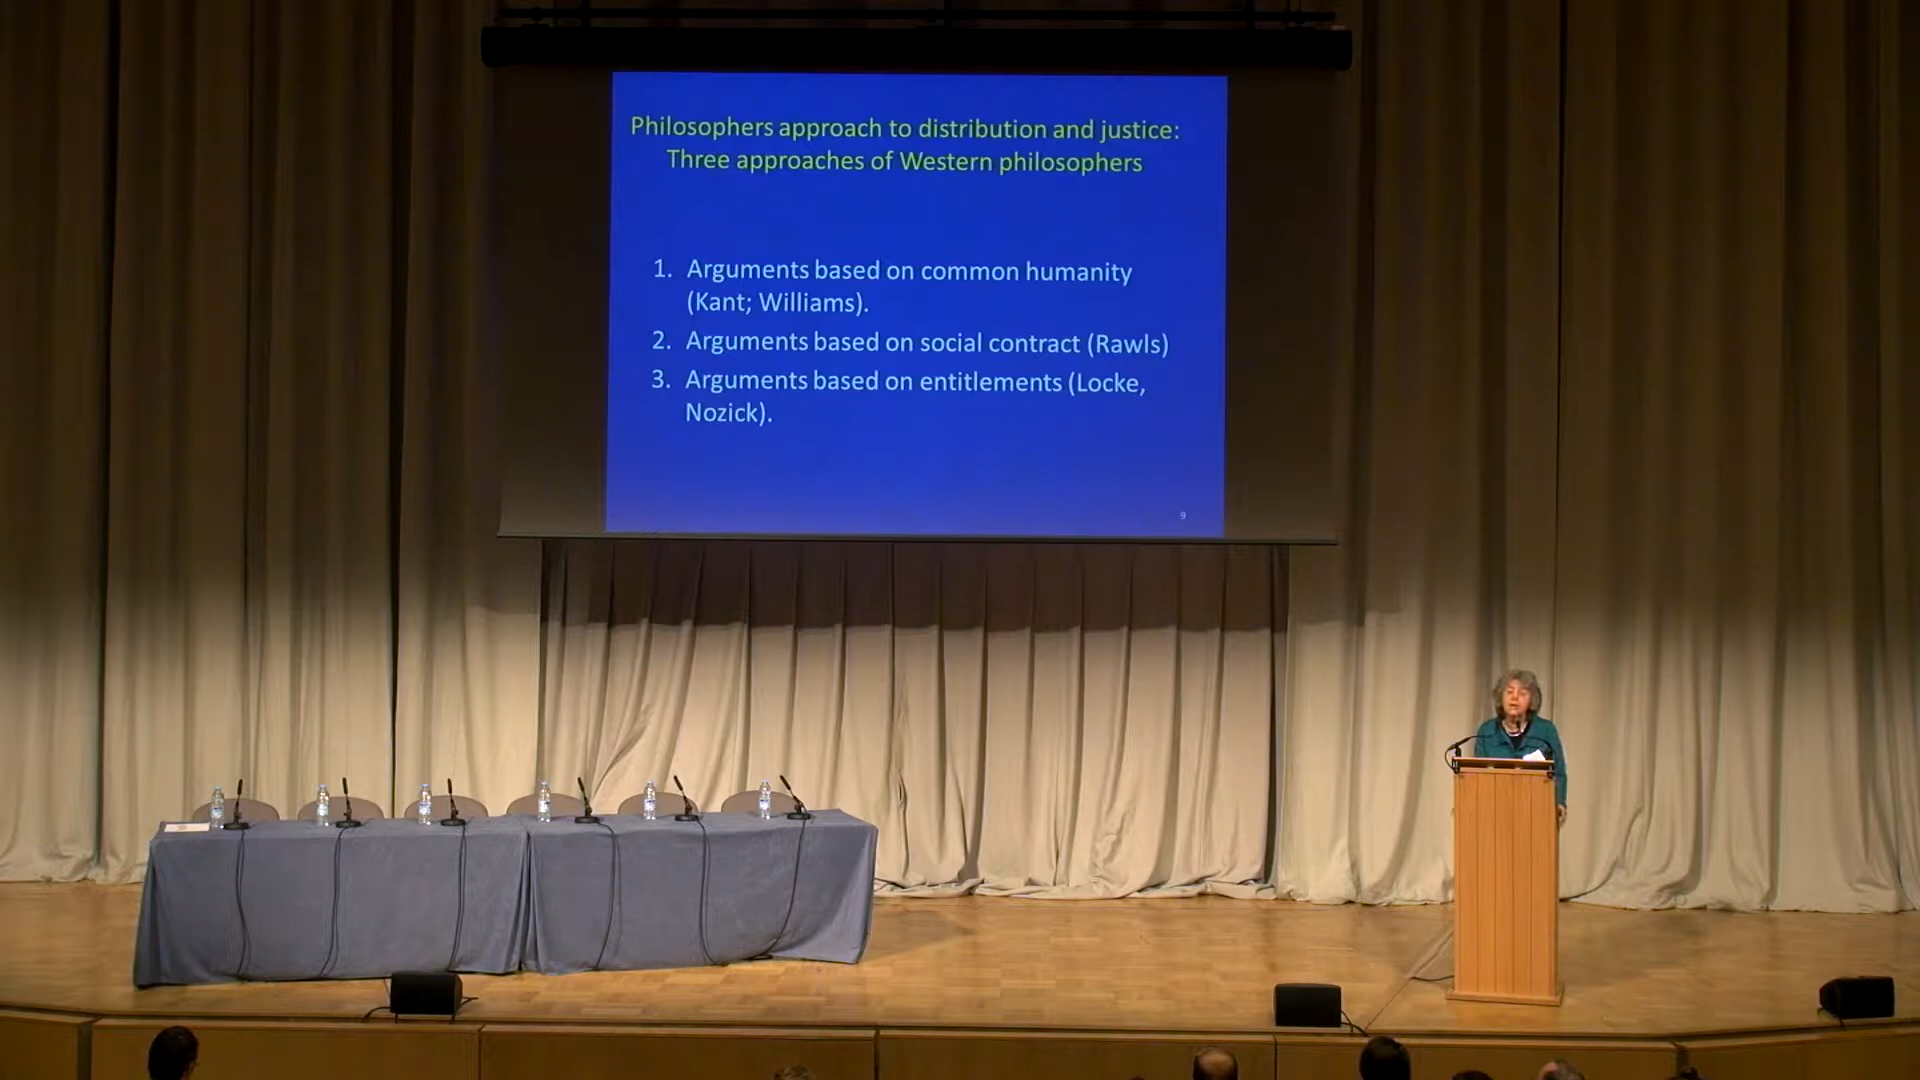 Philosophers approach to distribution and justice:
Three approaches of Western philosophers
1. Arguments based on common humanity
(Kant; Williams).
2. Arguments based on social contract (Rawls)
3. Arguments based on entitlements (Locke,
Nozick).
9